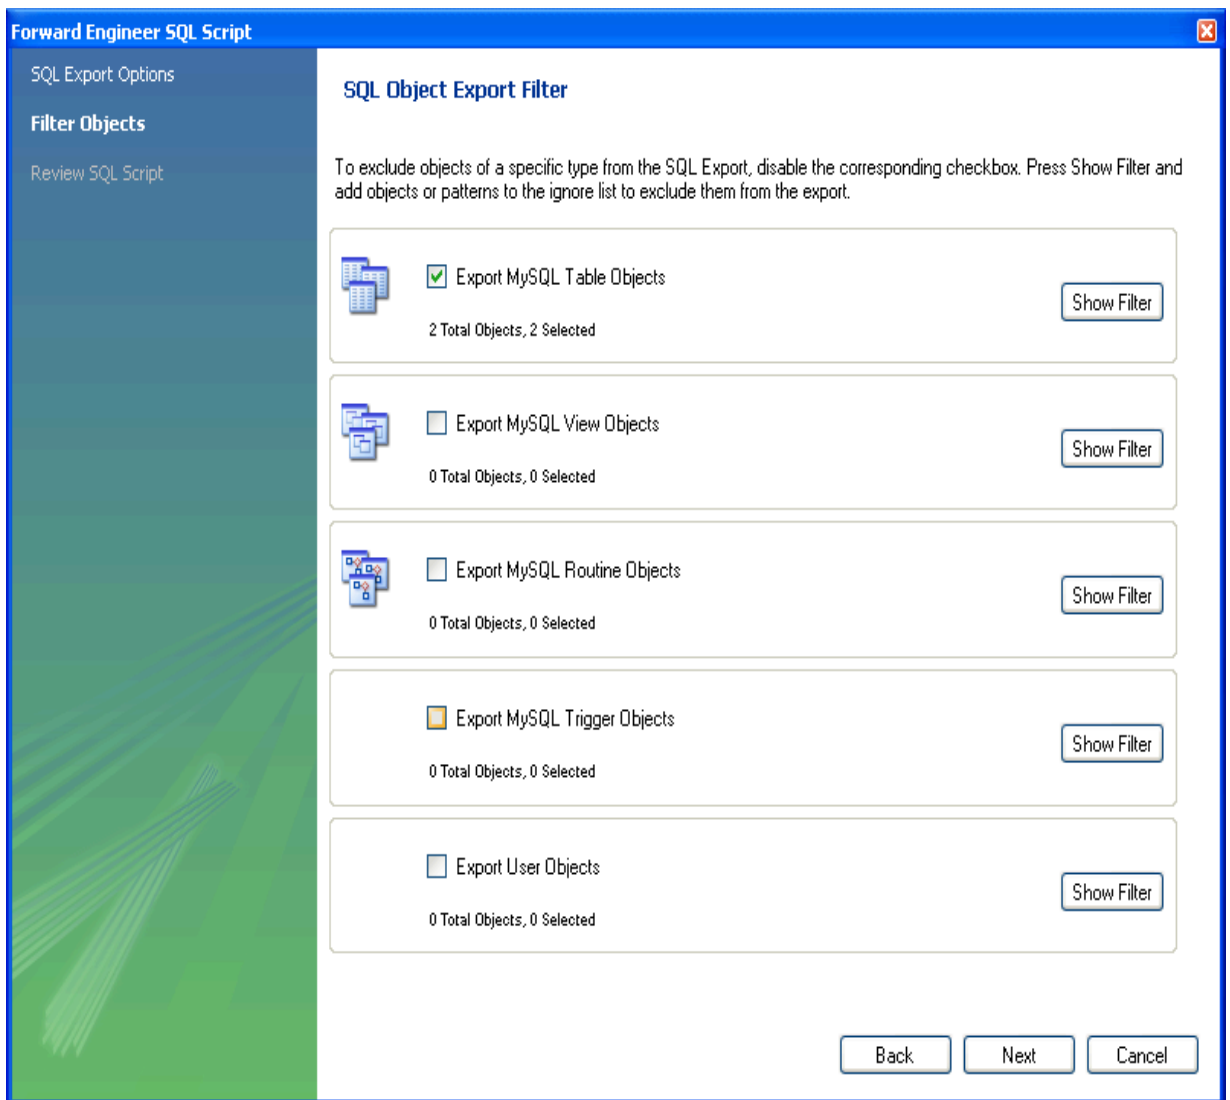 Forward Engineer SQL Script
SQL Export Options
Filter Objects
Review SQL Script
SQL Object Export Filter
To exclude objects of a specific type from the SQL Export, disable the corresponding checkbox. Press Show Filter and
add objects or patterns to the ignore list to exclude them from the export.
Export MySQL Table Objects
2 Total Objects, 2 Selected
Show Filter
Export MySQL View Objects
0 Total Objects, 0 Selected
Show Filter
Export MySQL Routine Objects
0 Total Objects, 0 Selected
Show Filter
Export MySQL Trigger Objects
0 Total Objects, 0 Selected
Show Filter
Export User Objects
0 Total Objects, 0 Selected
Show Filter
Back Next Cancel